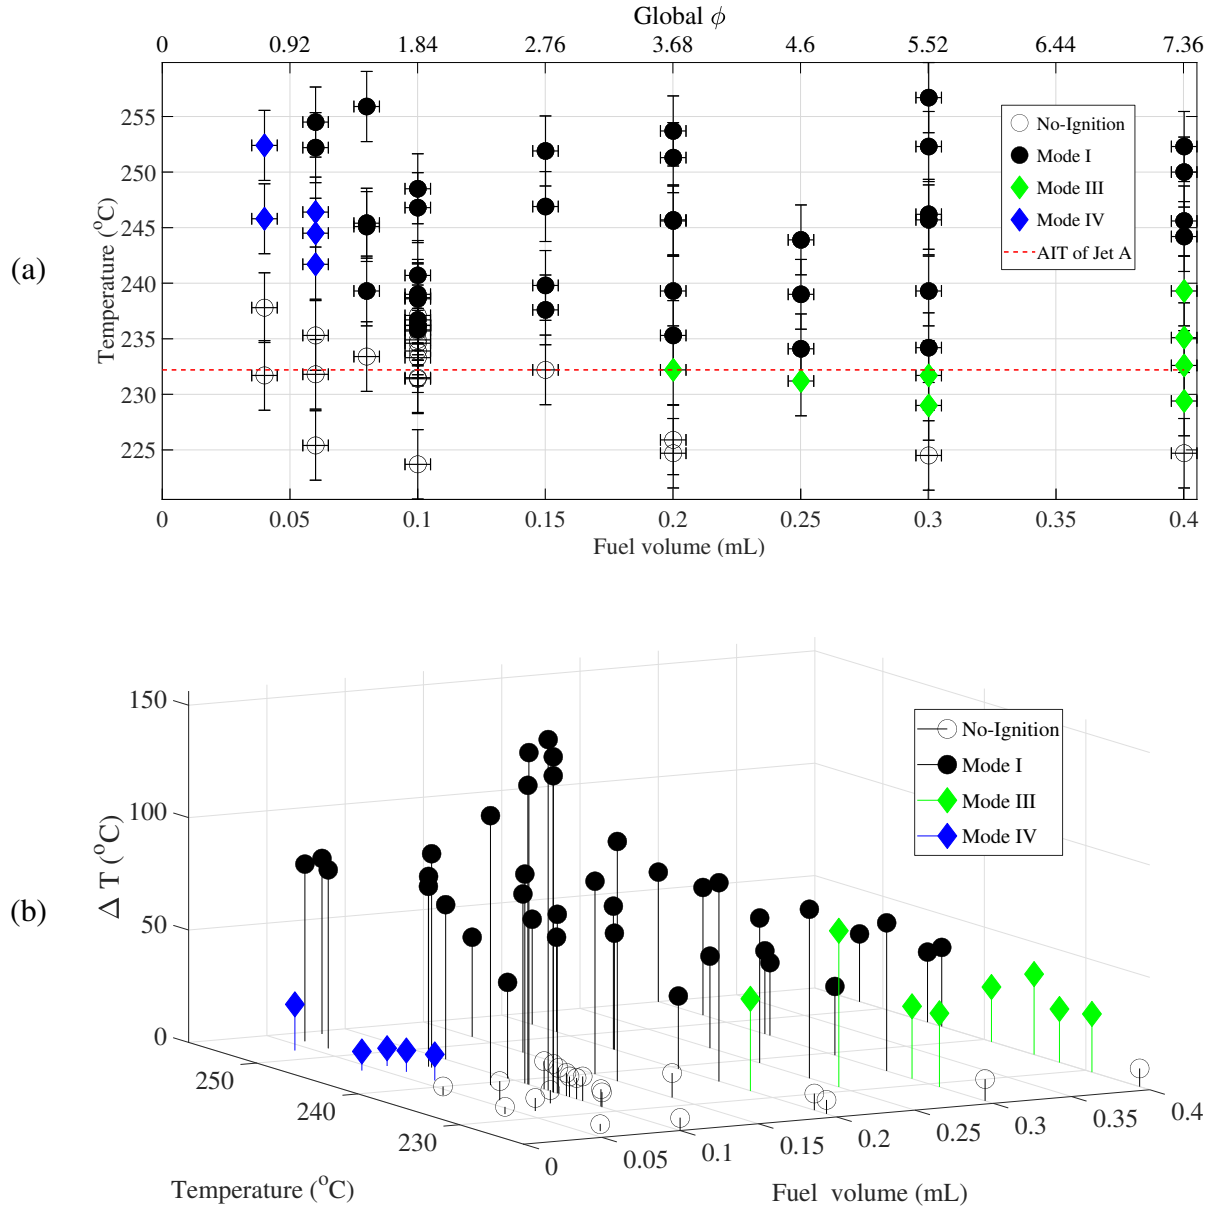 Global ϕ
0 0.92 1.84 2.76 3.68 4.6 5.52 6.44 7.36
(a)
Temperature (°C)
255
250
245
240
235
230
225
No-Ignition
Mode I
Mode III
Mode IV
AIT of Jet A
0 0.05 0.1 0.15 0.2 0.25 0.3 0.35 0.4
Fuel volume (mL)
(b)
Δ T (°C)
150
100
50
0
No-Ignition
Mode I
Mode III
Mode IV
250
240
230
0 0.05 0.1 0.15 0.2 0.25 0.3 0.35 0.4
Temperature (°C)
Fuel volume (mL)